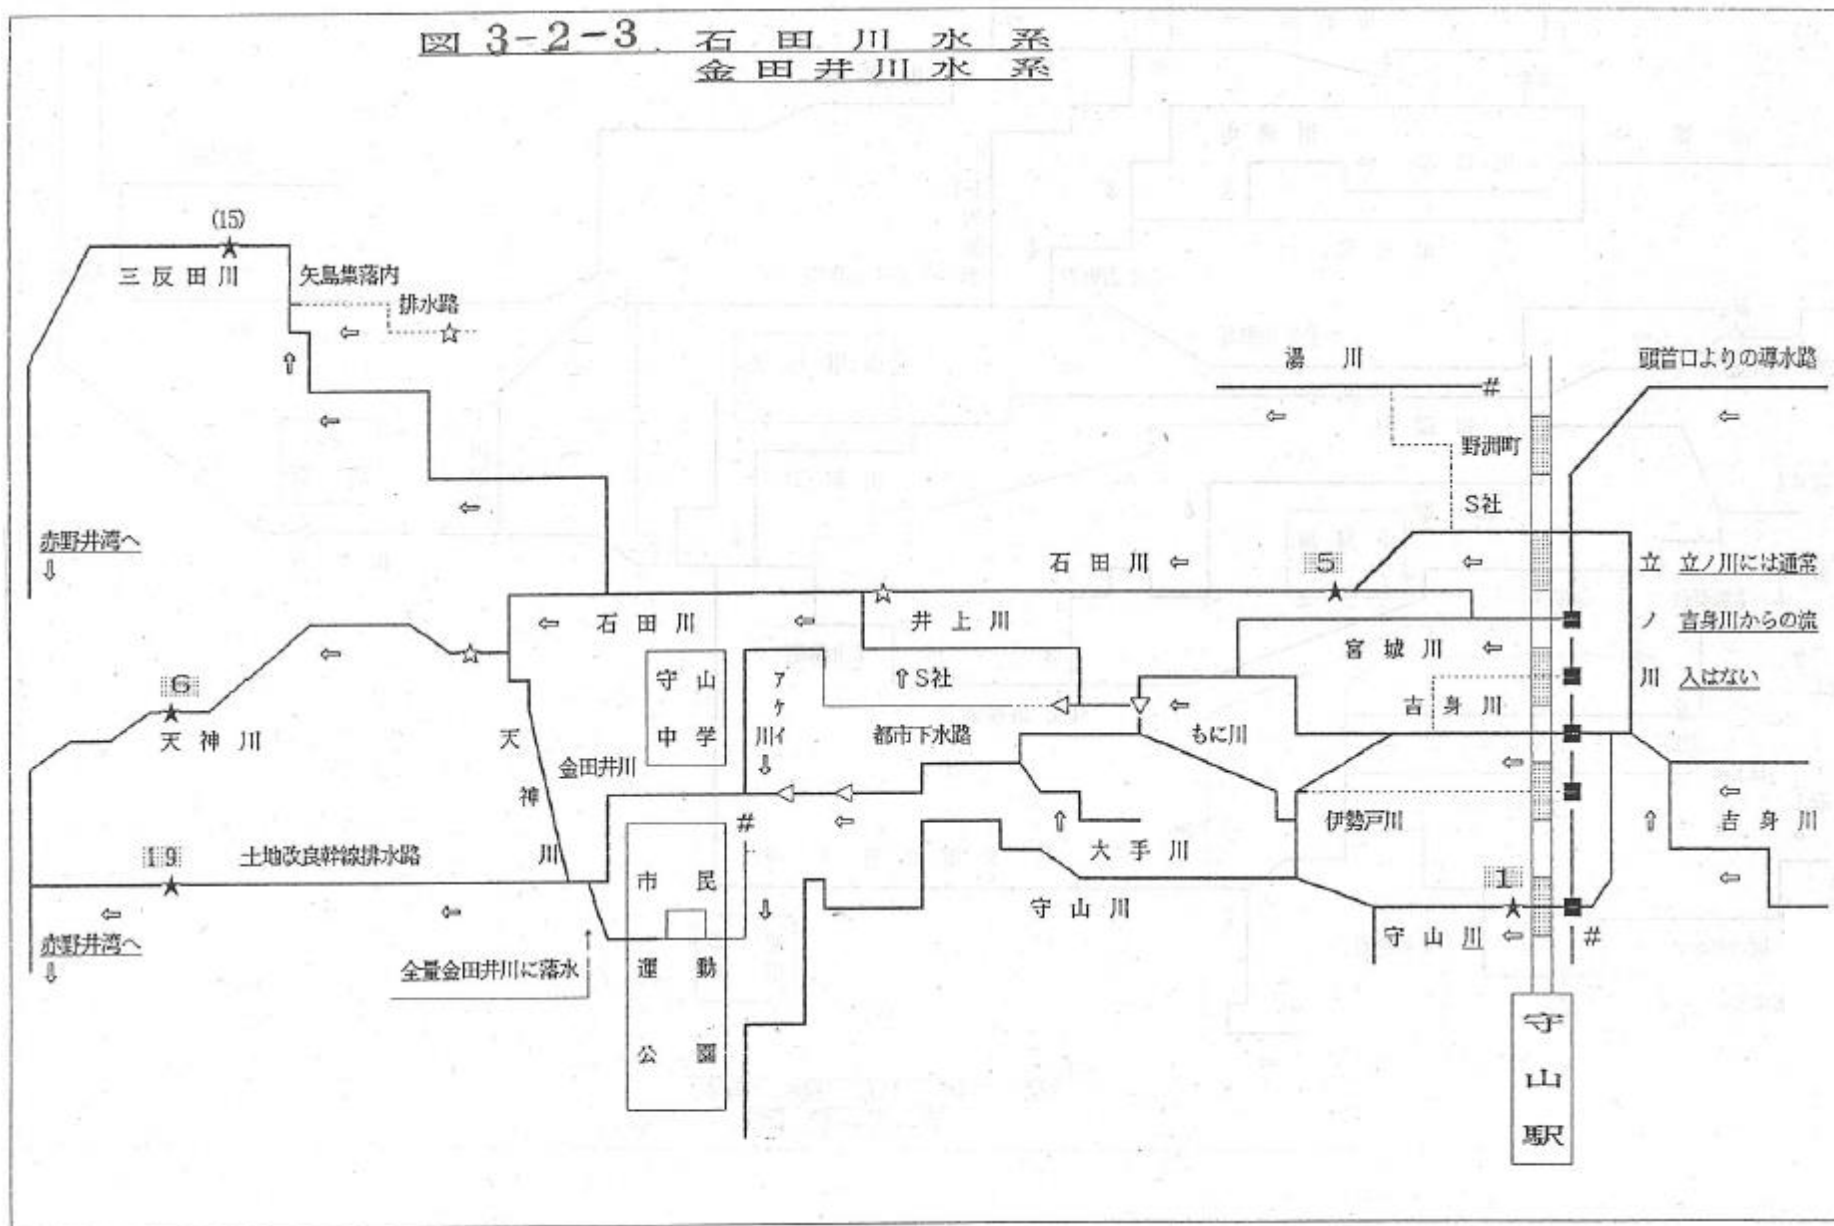 図 3-2-3. 石田川水系
金田井川水系
(15)
三反田川
矢島集落内
排水路
湯川
頭首口よりの導水路
野洲町
S社
赤野井湾へ
石田川
5
立ノ川
立ノ川には通常
吉身川からの流
入はない
石田川
井上川
宮城川
守山
中学
アケイ川
S社
吉身川
6
天神川
天神川
金田井川
都市下水路
もに川
19
土地改良幹線排水路
#
大手川
伊勢戸川
吉身川
1
市民
運動
公園
守山川
守山川
#
赤野井湾へ
全量金田井川に落水
守山駅
#